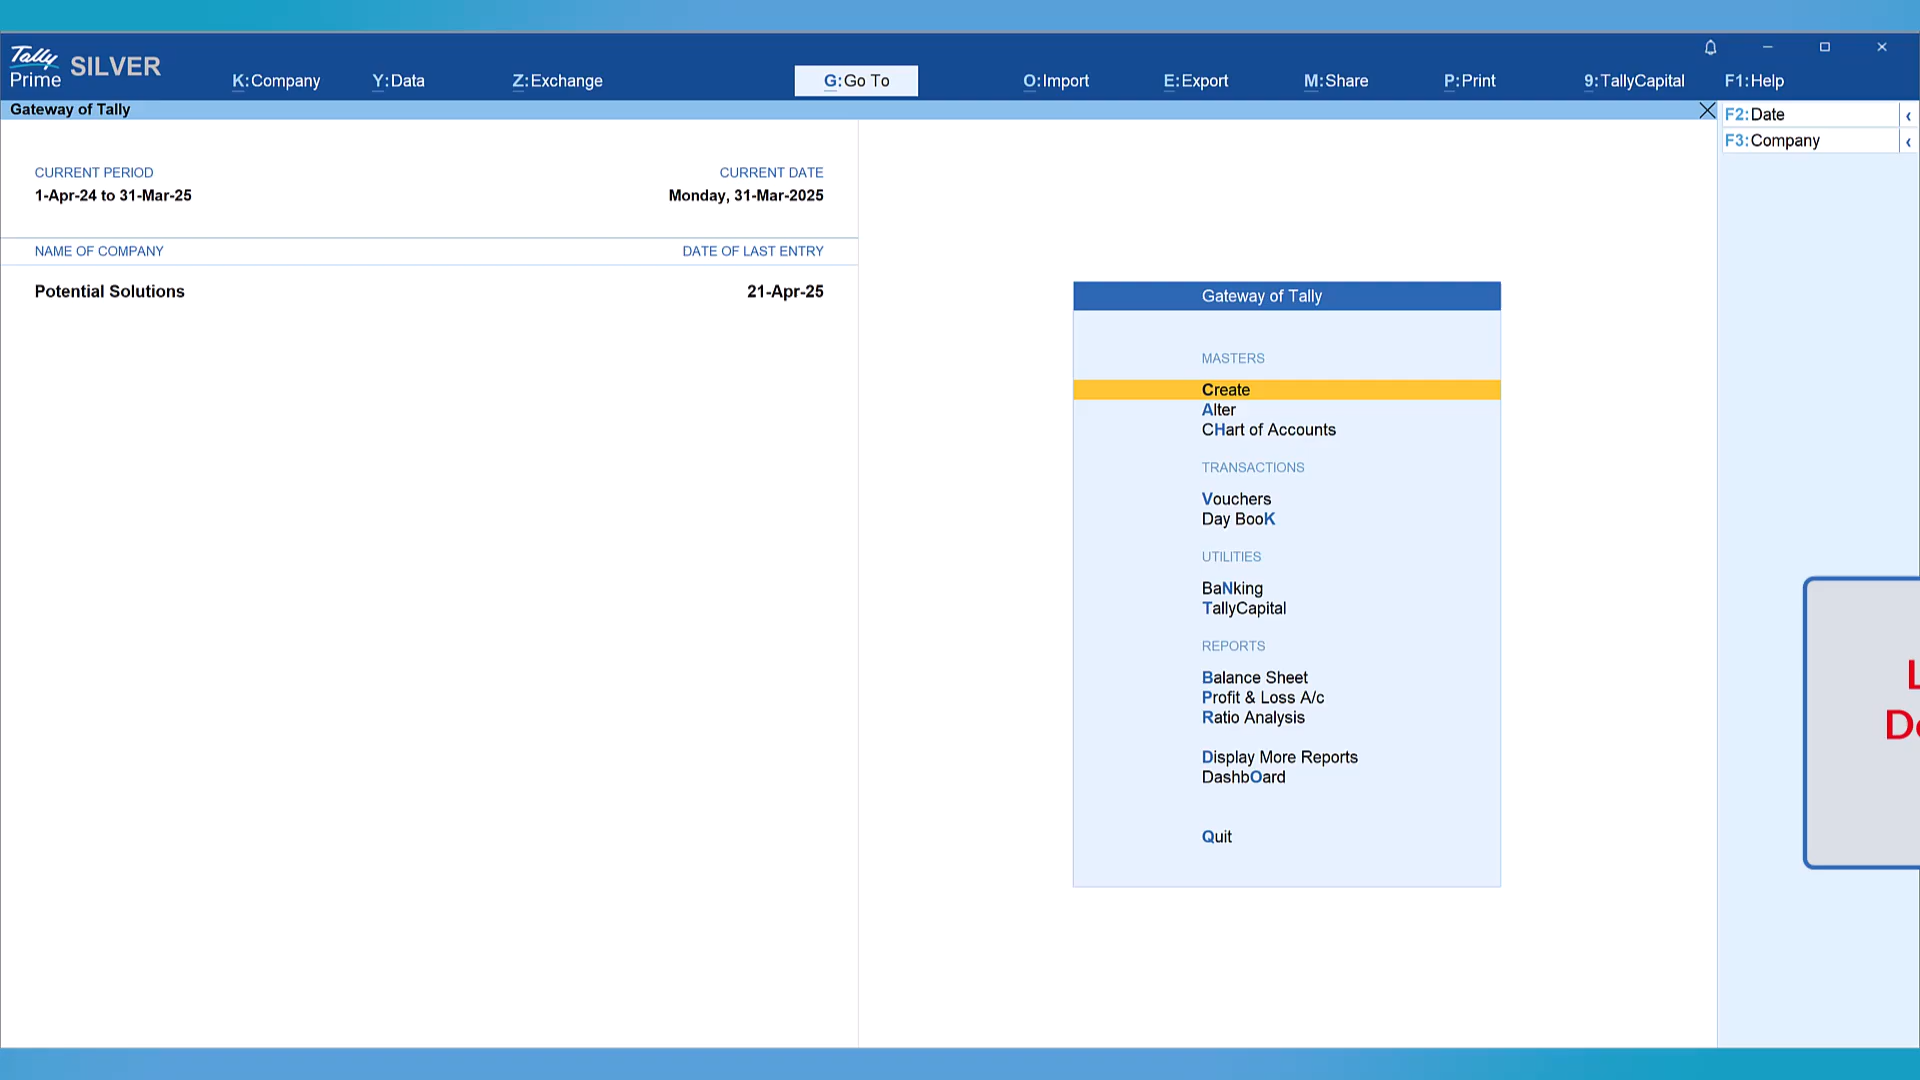 Tally
Prime
SILVER
K:Company
Y:Data
Z:Exchange
G:Go To
O:Import
E:Export
M:Share
P:Print
9:TallyCapital
F1:Help
Gateway of Tally
F2:Date
F3:Company
CURRENT PERIOD
CURRENT DATE
1-Apr-24 to 31-Mar-25
Monday, 31-Mar-2025
NAME OF COMPANY
DATE OF LAST ENTRY
Potential Solutions
21-Apr-25
Gateway of Tally
MASTERS
Create
Alter
CHart of Accounts
TRANSACTIONS
Vouchers
Day BooK
UTILITIES
BaNking
TallyCapital
REPORTS
Balance Sheet
Profit & Loss A/c
Ratio Analysis
Display More Reports
DashbOard
Quit